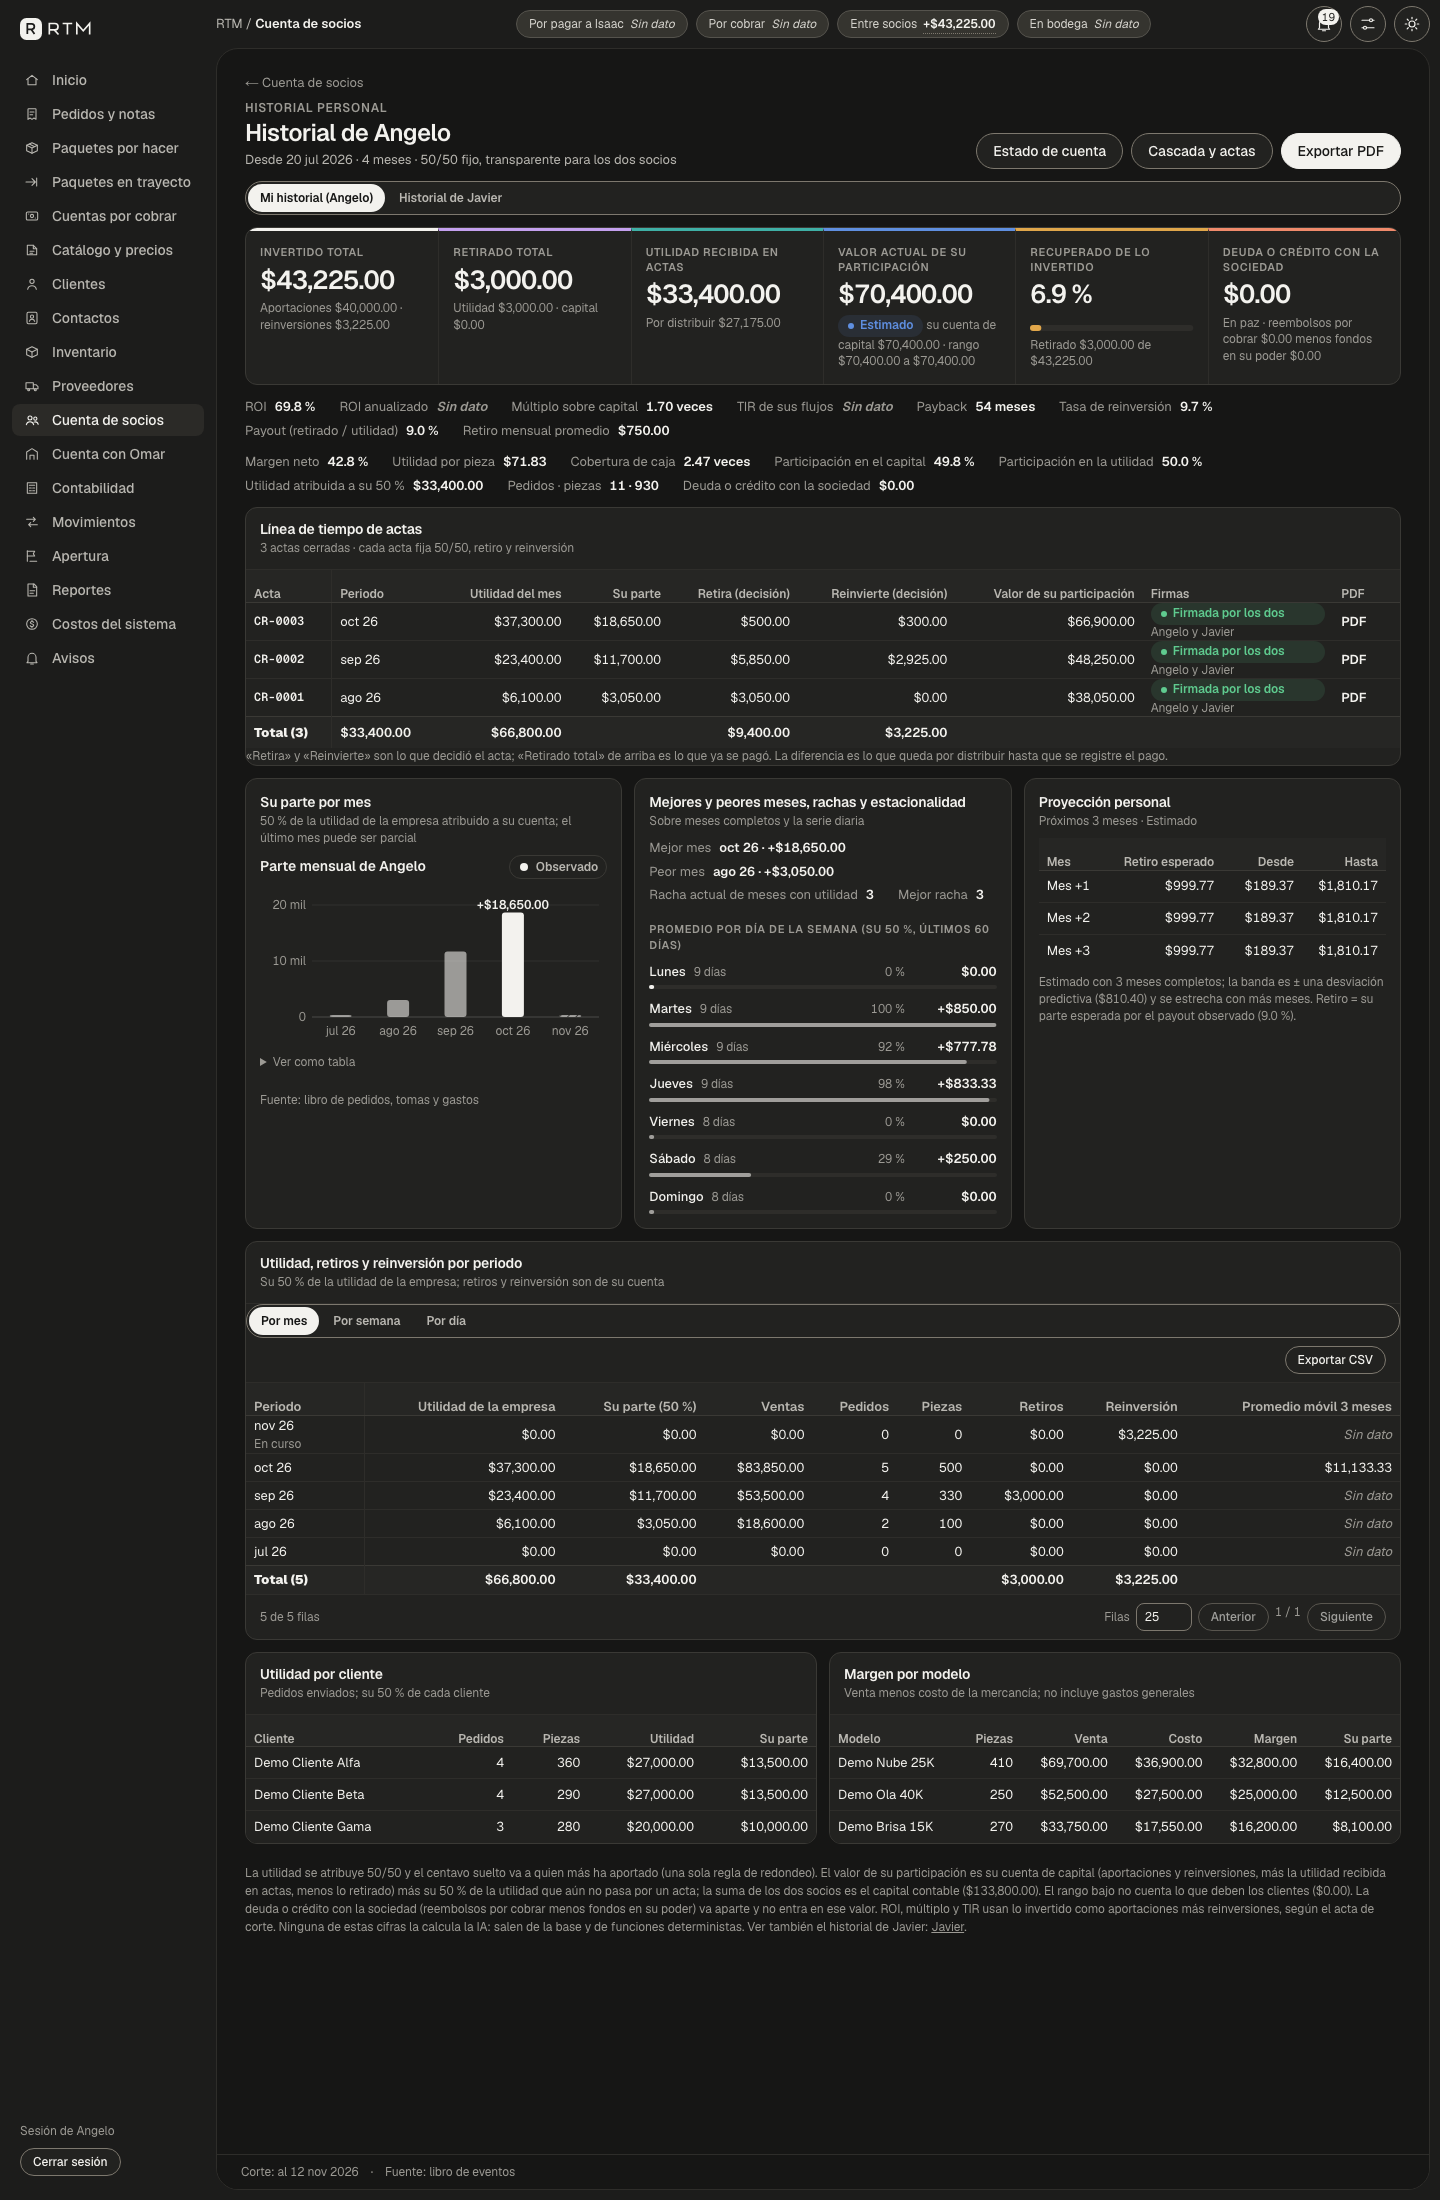 R RTM
RTM / Cuenta de socios
Por pagar a Isaac Sin dato
Por cobrar Sin dato
Entre socios +$43,225.00
En bodega Sin dato
19
Inicio
Pedidos y notas
Paquetes por hacer
Paquetes en trayecto
Cuentas por cobrar
Catálogo y precios
Clientes
Contactos
Inventario
Proveedores
Cuenta de socios
Cuenta con Omar
Contabilidad
Movimientos
Apertura
Reportes
Costos del sistema
Avisos
Sesión de Angelo
Cerrar sesión
← Cuenta de socios
HISTORIAL PERSONAL
Historial de Angelo
Desde 20 jul 2026 · 4 meses · 50/50 fijo, transparente para los dos socios
Estado de cuenta
Cascada y actas
Exportar PDF
Mi historial (Angelo) Historial de Javier
INVERTIDO TOTAL
$43,225.00
Aportaciones $40,000.00 ·
reinversiones $3,225.00
RETIRADO TOTAL
$3,000.00
Utilidad $3,000.00 · capital
$0.00
UTILIDAD RECIBIDA EN
ACTAS
$33,400.00
Por distribuir $27,175.00
VALOR ACTUAL DE SU
PARTICIPACIÓN
$70,400.00
Estimado su cuenta de
capital $70,400.00 · rango
$70,400.00 a $70,400.00
RECUPERADO DE LO
INVERTIDO
6.9 %
Retirado $3,000.00 de
$43,225.00
DEUDA O CRÉDITO CON LA
SOCIEDAD
$0.00
En paz · reembolsos por
cobrar $0.00 menos fondos
en su poder $0.00
ROI 69.8 % ROI anualizado Sin dato Múltiplo sobre capital 1.70 veces TIR de sus flujos Sin dato Payback 54 meses Tasa de reinversión 9.7 %
Payout (retirado / utilidad) 9.0 % Retiro mensual promedio $750.00
Margen neto 42.8 % Utilidad por pieza $71.83 Cobertura de caja 2.47 veces Participación en el capital 49.8 % Participación en la utilidad 50.0 %
Utilidad atribuida a su 50 % $33,400.00 Pedidos · piezas 11 · 930 Deuda o crédito con la sociedad $0.00
Línea de tiempo de actas
3 actas cerradas · cada acta fija 50/50, retiro y reinversión
Acta Periodo Utilidad del mes Su parte Retira (decisión) Reinvierte (decisión) Valor de su participación Firmas PDF
CR-0003 oct 26 $37,300.00 $18,650.00 $500.00 $300.00 $66,900.00 Firmada por los dos PDF
Angelo y Javier
CR-0002 sep 26 $23,400.00 $11,700.00 $5,850.00 $2,925.00 $48,250.00 Firmada por los dos PDF
Angelo y Javier
CR-0001 ago 26 $6,100.00 $3,050.00 $3,050.00 $0.00 $38,050.00 Firmada por los dos PDF
Angelo y Javier
Total (3) $33,400.00 $66,800.00 $9,400.00 $3,225.00
«Retira» y «Reinvierte» son lo que decidió el acta; «Retirado total» de arriba es lo que ya se pagó. La diferencia es lo que queda por distribuir hasta que se registre el pago.
Su parte por mes
50 % de la utilidad de la empresa atribuido a su cuenta; el
último mes puede ser parcial
Parte mensual de Angelo Observado
+$18,650.00
20 mil
10 mil
0
jul 26 ago 26 sep 26 oct 26 nov 26
▶ Ver como tabla
Fuente: libro de pedidos, tomas y gastos
Mejores y peores meses, rachas y estacionalidad
Sobre meses completos y la serie diaria
Mejor mes oct 26 · +$18,650.00
Peor mes ago 26 · +$3,050.00
Racha actual de meses con utilidad 3 Mejor racha 3
PROMEDIO POR DÍA DE LA SEMANA (SU 50 %, ÚLTIMOS 60
DÍAS)
Lunes 9 días 0 % $0.00
Martes 9 días 100 % +$850.00
Miércoles 9 días 92 % +$777.78
Jueves 9 días 98 % +$833.33
Viernes 8 días 0 % $0.00
Sábado 8 días 29 % +$250.00
Domingo 8 días 0 % $0.00
Proyección personal
Próximos 3 meses · Estimado
Mes Retiro esperado Desde Hasta
Mes +1 $999.77 $189.37 $1,810.17
Mes +2 $999.77 $189.37 $1,810.17
Mes +3 $999.77 $189.37 $1,810.17
Estimado con 3 meses completos; la banda es ± una desviación
predictiva ($810.40) y se estrecha con más meses. Retiro = su
parte esperada por el payout observado (9.0 %).
Utilidad, retiros y reinversión por periodo
Su 50 % de la utilidad de la empresa; retiros y reinversión son de su cuenta
Por mes Por semana Por día
Exportar CSV
Periodo Utilidad de la empresa Su parte (50 %) Ventas Pedidos Piezas Retiros Reinversión Promedio móvil 3 meses
nov 26
En curso $0.00 $0.00 $0.00 0 0 $0.00 $3,225.00 Sin dato
oct 26 $37,300.00 $18,650.00 $83,850.00 5 500 $0.00 $0.00 $11,133.33
sep 26 $23,400.00 $11,700.00 $53,500.00 4 330 $3,000.00 $0.00 Sin dato
ago 26 $6,100.00 $3,050.00 $18,600.00 2 100 $0.00 $0.00 Sin dato
jul 26 $0.00 $0.00 $0.00 0 0 $0.00 $0.00 Sin dato
Total (5) $66,800.00 $33,400.00 $3,000.00 $3,225.00
5 de 5 filas Filas 25 Anterior 1 / 1 Siguiente
Utilidad por cliente
Pedidos enviados; su 50 % de cada cliente
Cliente Pedidos Piezas Utilidad Su parte
Demo Cliente Alfa 4 360 $27,000.00 $13,500.00
Demo Cliente Beta 4 290 $27,000.00 $13,500.00
Demo Cliente Gama 3 280 $20,000.00 $10,000.00
Margen por modelo
Venta menos costo de la mercancía; no incluye gastos generales
Modelo Piezas Venta Costo Margen Su parte
Demo Nube 25K 410 $69,700.00 $36,900.00 $32,800.00 $16,400.00
Demo Ola 40K 250 $52,500.00 $27,500.00 $25,000.00 $12,500.00
Demo Brisa 15K 270 $33,750.00 $17,550.00 $16,200.00 $8,100.00
La utilidad se atribuye 50/50 y el centavo suelto va a quien más ha aportado (una sola regla de redondeo). El valor de su participación es su cuenta de capital (aportaciones y reinversiones, más la utilidad recibida
en actas, menos lo retirado) más su 50 % de la utilidad que aún no pasa por un acta; la suma de los dos socios es el capital contable ($133,800.00). El rango bajo no cuenta lo que deben los clientes ($0.00). La
deuda o crédito con la sociedad (reembolsos por cobrar menos fondos en su poder) va aparte y no entra en ese valor. ROI, múltiplo y TIR usan lo invertido como aportaciones más reinversiones, según el acta de
corte. Ninguna de estas cifras la calcula la IA: salen de la base y de funciones deterministas. Ver también el historial de Javier: Javier.
Corte: al 12 nov 2026 · Fuente: libro de eventos